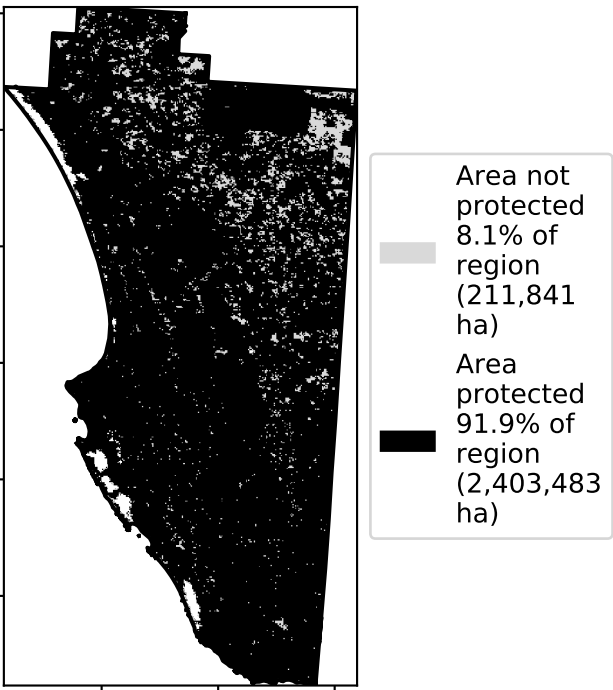 Area not
protected
8.1% of
region
(211,841
ha)
Area
protected
91.9% of
region
(2,403,483
ha)